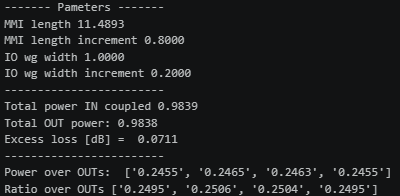 ------- Pameters -------
MMI length 11.4893
MMI length increment 0.8000
IO wg width 1.0000
IO wg width increment 0.2000
------------------------
Total power IN coupled 0.9839
Total OUT power: 0.9838
Excess loss [dB] =  0.0711
------------------------
Power over OUTs:  ['0.2455', '0.2465', '0.2463', '0.2455']
Ratio over OUTs ['0.2495', '0.2506', '0.2504', '0.2495']